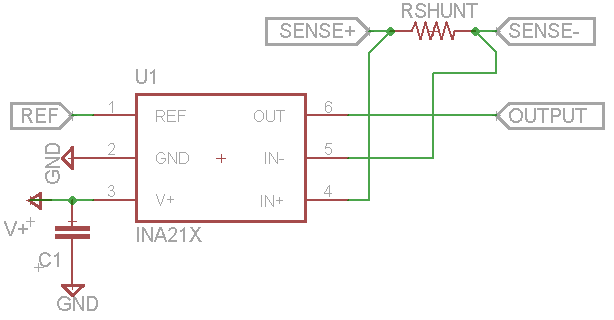 RSHUNT
SENSE+
SENSE-
U1
REF
1
REF
OUT
6
OUTPUT
GND
2
GND
IN-
5
V+
3
V+
IN+
4
INA21X
C1
GND